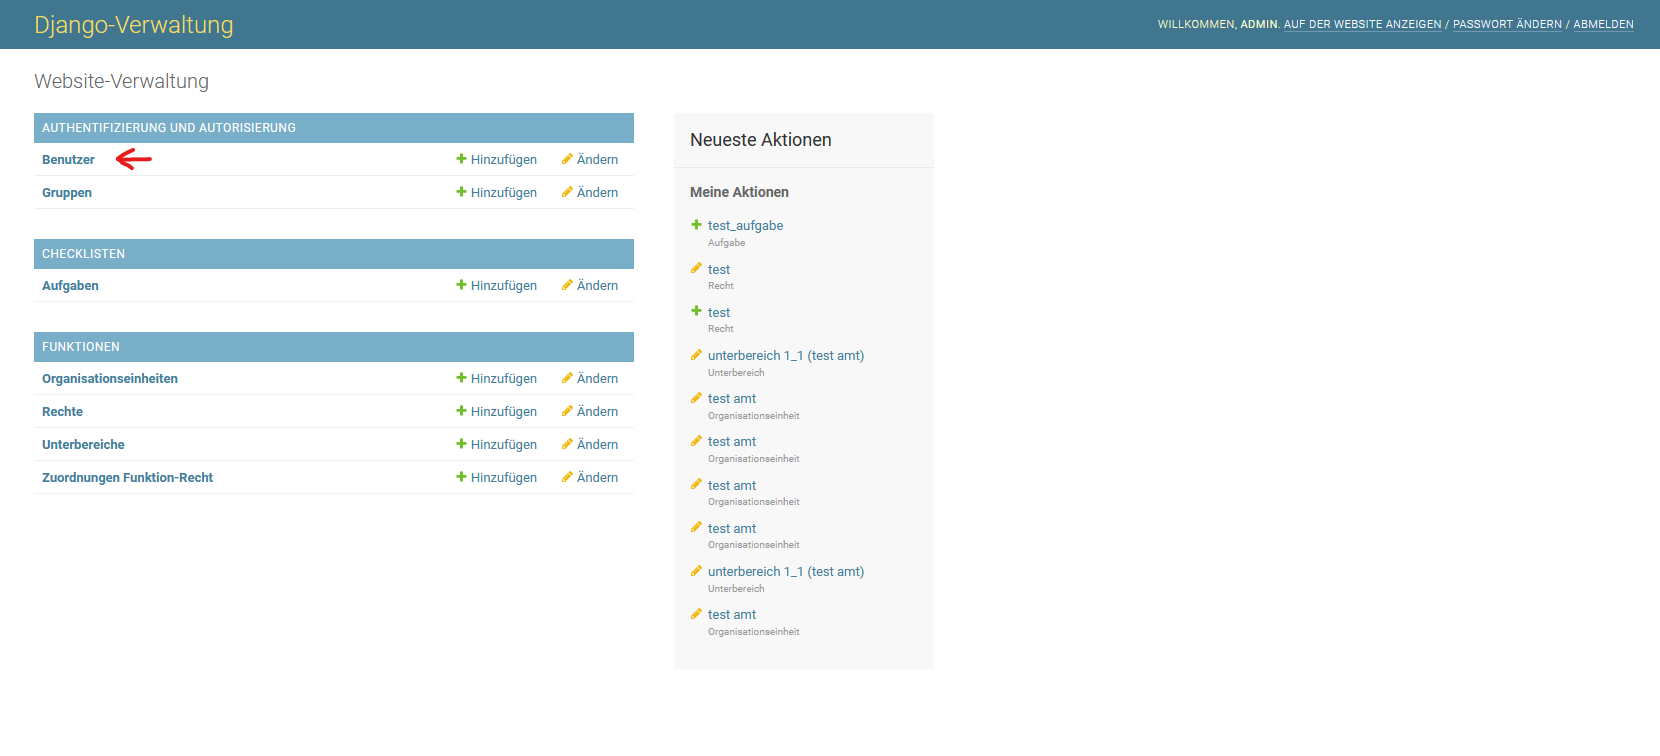 Django-Verwaltung
WILLKOMMEN, ADMIN. AUF DER WEBSITE ANZEIGEN / PASSWORT ÄNDERN / ABMELDEN
Website-Verwaltung
AUTHENTIFIZIERUNG UND AUTORISIERUNG
Benutzer Hinzufügen Ändern
Gruppen Hinzufügen Ändern
CHECKLISTEN
Aufgaben Hinzufügen Ändern
FUNKTIONEN
Organisationseinheiten Hinzufügen Ändern
Rechte Hinzufügen Ändern
Unterbereiche Hinzufügen Ändern
Zuordnungen Funktion-Recht Hinzufügen Ändern
Neueste Aktionen
Meine Aktionen
test_aufgabe
Aufgabe
test
Recht
test
Recht
unterbereich 1_1 (test amt)
Unterbereich
test amt
Organisationseinheit
test amt
Organisationseinheit
test amt
Organisationseinheit
test amt
Organisationseinheit
unterbereich 1_1 (test amt)
Unterbereich
test amt
Organisationseinheit